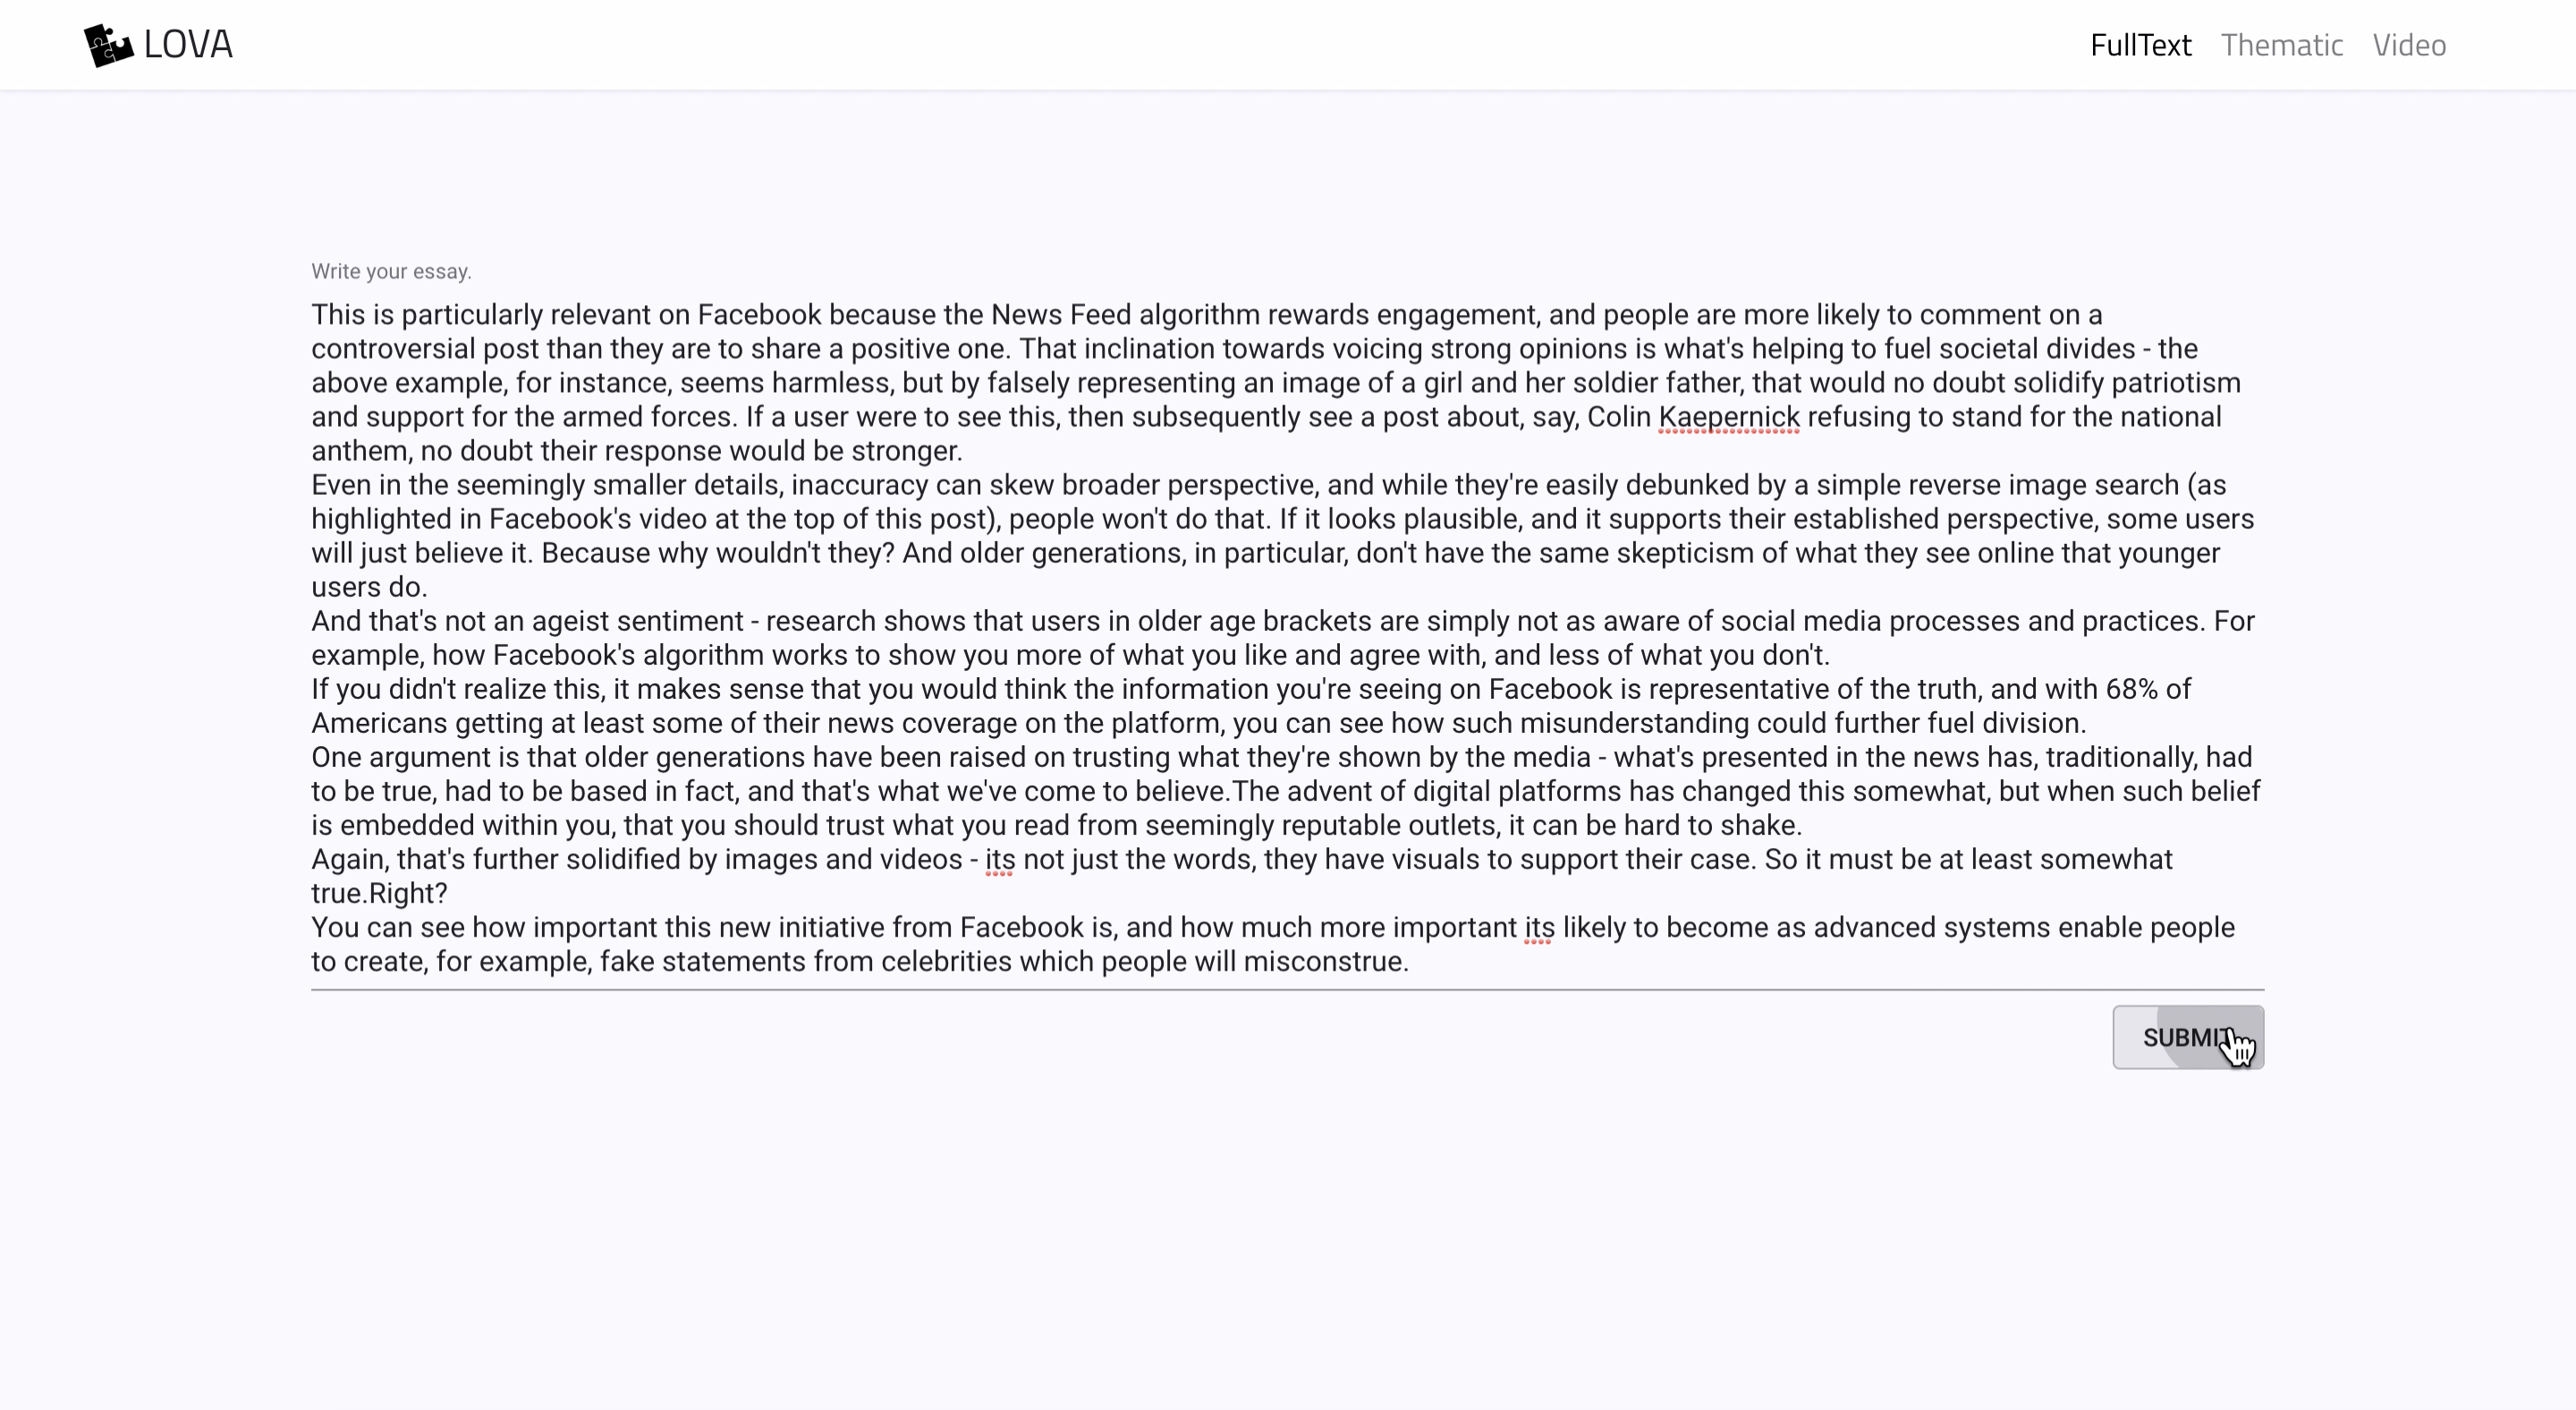 LOVA
FullText Thematic Video
Write your essay.
This is particularly relevant on Facebook because the News Feed algorithm rewards engagement, and people are more likely to comment on a
controversial post than they are to share a positive one. That inclination towards voicing strong opinions is what's helping to fuel societal divides - the
above example, for instance, seems harmless, but by falsely representing an image of a girl and her soldier father, that would no doubt solidify patriotism
and support for the armed forces. If a user were to see this, then subsequently see a post about, say, Colin Kaepernick refusing to stand for the national
anthem, no doubt their response would be stronger.
Even in the seemingly smaller details, inaccuracy can skew broader perspective, and while they're easily debunked by a simple reverse image search (as
highlighted in Facebook's video at the top of this post), people won't do that. If it looks plausible, and it supports their established perspective, some users
will just believe it. Because why wouldn't they? And older generations, in particular, don't have the same skepticism of what they see online that younger
users do.
And that's not an ageist sentiment - research shows that users in older age brackets are simply not as aware of social media processes and practices. For
example, how Facebook's algorithm works to show you more of what you like and agree with, and less of what you don't.
If you didn't realize this, it makes sense that you would think the information you're seeing on Facebook is representative of the truth, and with 68% of
Americans getting at least some of their news coverage on the platform, you can see how such misunderstanding could further fuel division.
One argument is that older generations have been raised on trusting what they're shown by the media - what's presented in the news has, traditionally, had
to be true, had to be based in fact, and that's what we've come to believe.The advent of digital platforms has changed this somewhat, but when such belief
is embedded within you, that you should trust what you read from seemingly reputable outlets, it can be hard to shake.
Again, that's further solidified by images and videos - its not just the words, they have visuals to support their case. So it must be at least somewhat
true.Right?
You can see how important this new initiative from Facebook is, and how much more important its likely to become as advanced systems enable people
to create, for example, fake statements from celebrities which people will misconstrue.
SUBMIT